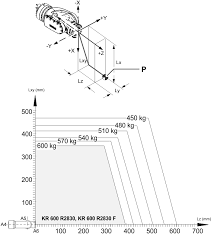 -X
+Y
-Y
+Z
+X
Lxy
Lx
P
Lz
Ly
Lxy (mm)
500
400
300
200
100
450 kg
480 kg
510 kg
540 kg
570 kg
600 kg
KR 600 R2830, KR 600 R2830 F
A5
A4
A6
100
200
300
400
500
600
700
Lz (mm)